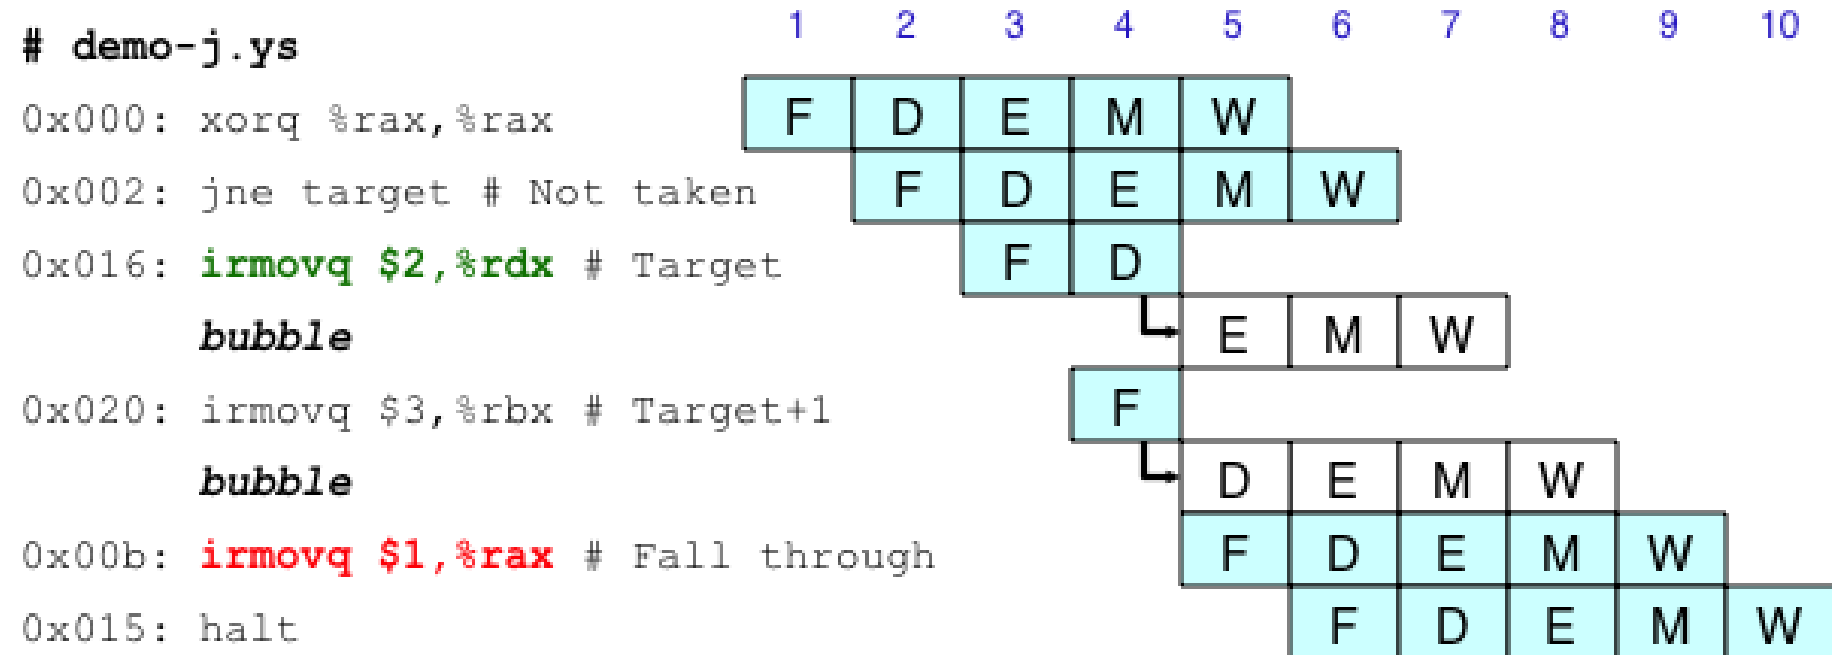 1 2 3 4 5 6 7 8 9 10
# demo-j.ys
0x000: xorq %rax,%rax F D E M W
0x002: jne target # Not taken F D E M W
0x016: irmovq $2,%rdx # Target F D
bubble E M W
0x020: irmovq $3,%rbx # Target+1 F
bubble D E M W
0x00b: irmovq $1,%rax # Fall through F D E M W
0x015: halt F D E M W